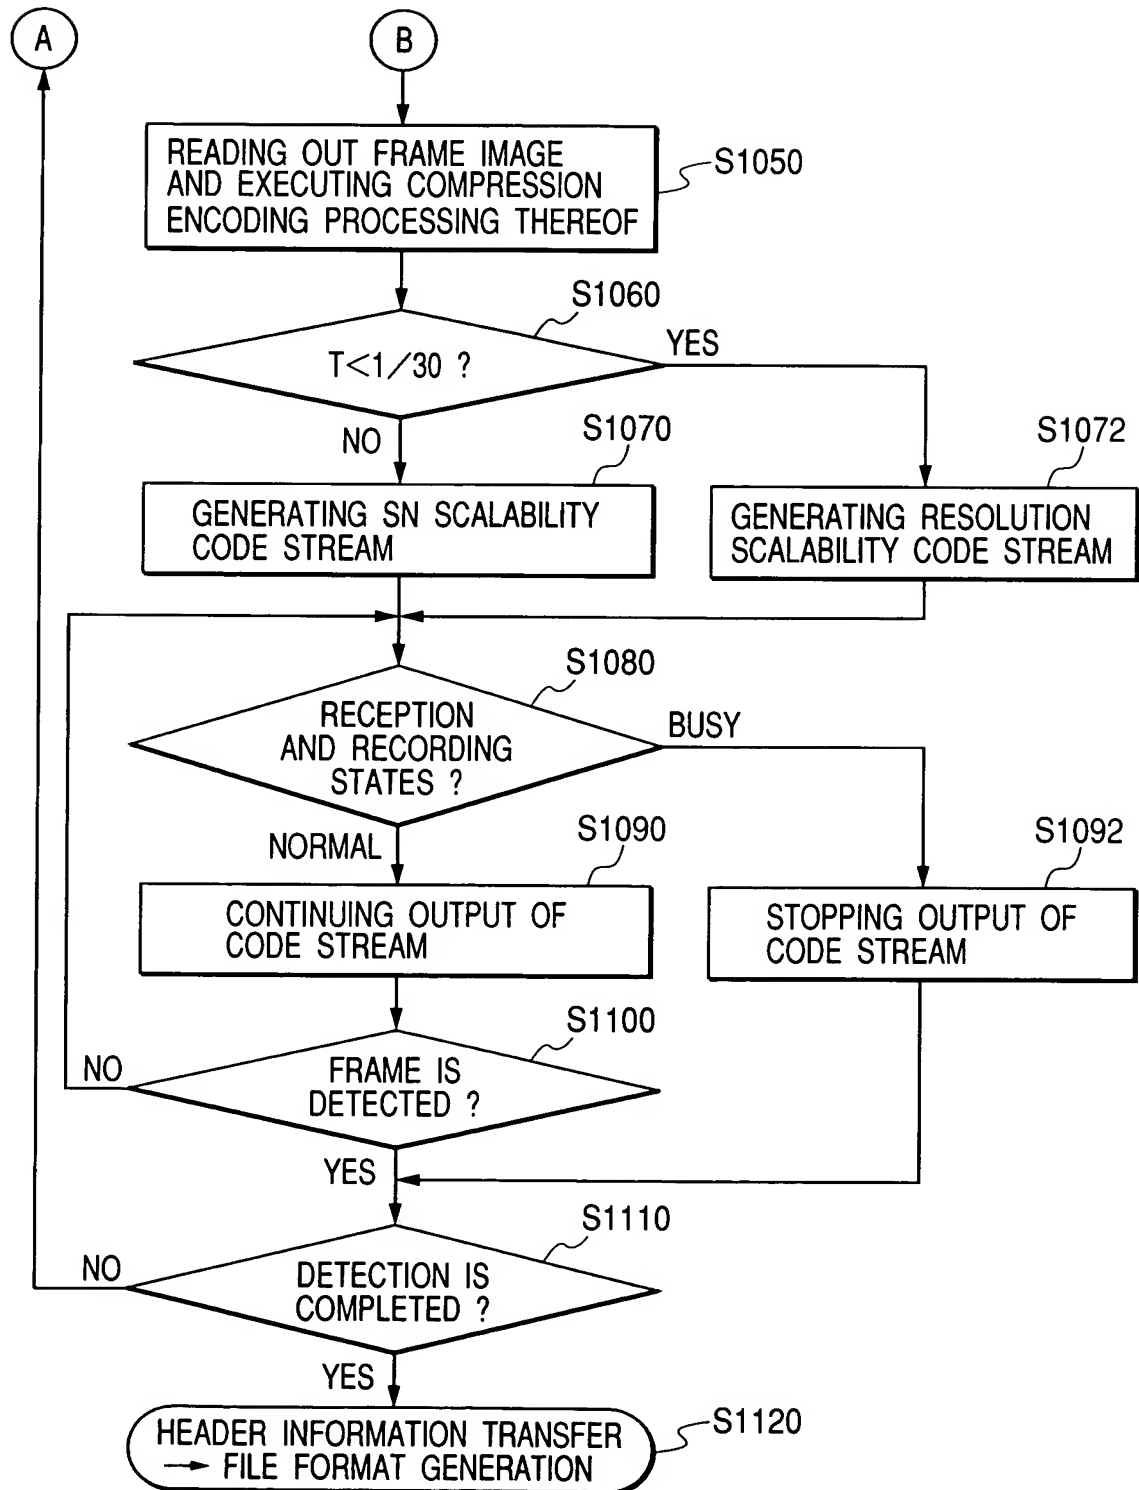 A
B
READING OUT FRAME IMAGE
AND EXECUTING COMPRESSION
ENCODING PROCESSING THEREOF
S1050
S1060
T<1/30 ?
YES
NO
S1070
S1072
GENERATING SN SCALABILITY
CODE STREAM
GENERATING RESOLUTION
SCALABILITY CODE STREAM
S1080
RECEPTION
AND RECORDING
STATES ?
BUSY
NORMAL
S1090
S1092
CONTINUING OUTPUT OF
CODE STREAM
STOPPING OUTPUT OF
CODE STREAM
S1100
NO
FRAME IS
DETECTED ?
YES
S1110
NO
DETECTION IS
COMPLETED ?
YES
S1120
HEADER INFORMATION TRANSFER
→ FILE FORMAT GENERATION